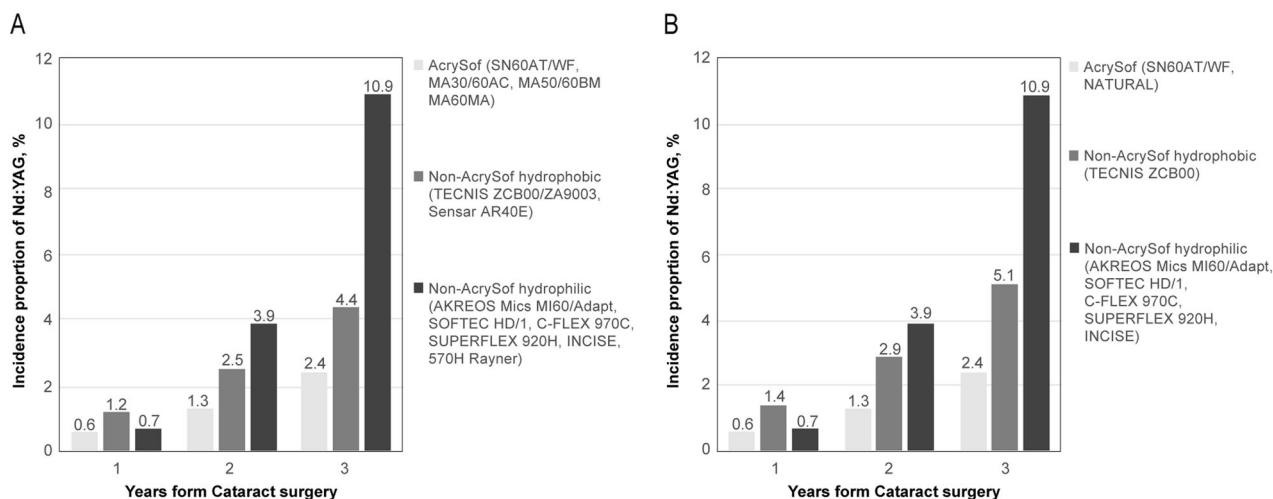 A
Incidence proportion of Nd:YAG, %
12
10
8
6
4
2
0
0.6
1.2
0.7
1.3
2.5
3.9
2.4
4.4
10.9
1
2
3
Years form Cataract surgery
AcrySof (SN60AT/WF,
MA30/60AC, MA50/60BM
MA60MA)
Non-AcrySof hydrophobic
(TECNIS ZCB00/ZA9003,
Sensar AR40E)
Non-AcrySof hydrophilic
(AKREOS Mics MI60/Adapt,
SOFTEC HD/1, C-FLEX 970C,
SUPERFLEX 920H, INCISE,
570H Rayner)
B
Incidence proprtion of Nd:YAG, %
12
10
8
6
4
2
0
0.6
1.4
0.7
1.3
2.9
3.9
2.4
5.1
10.9
1
2
3
Years form Cataract surgery
AcrySof (SN60AT/WF,
NATURAL)
Non-AcrySof hydrophobic
(TECNIS ZCB00)
Non-AcrySof hydrophilic
(AKREOS Mics MI60/Adapt,
SOFTEC HD/1,
C-FLEX 970C,
SUPERFLEX 920H,
INCISE)